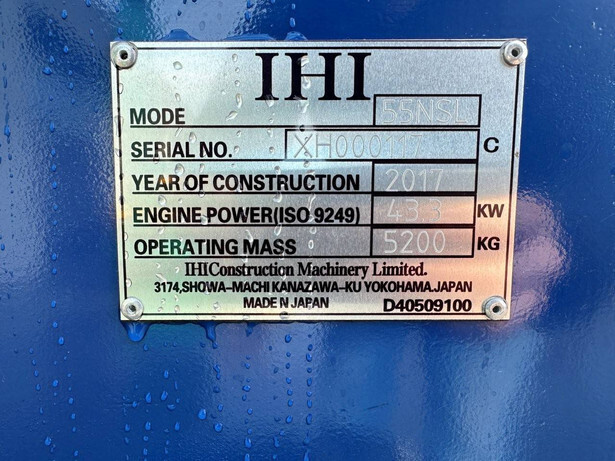 IHI
MODE 55NSL
SERIAL NO. XH000117 C
YEAR OF CONSTRUCTION 2017
ENGINE POWER(ISO 9249) 43.3 KW
OPERATING MASS 5200 KG
IHIConstruction Machinery Limited.
3174,SHOWA-MACHI KANAZAWA-KU YOKOHAMA.JAPAN
MADE N JAPAN D40509100